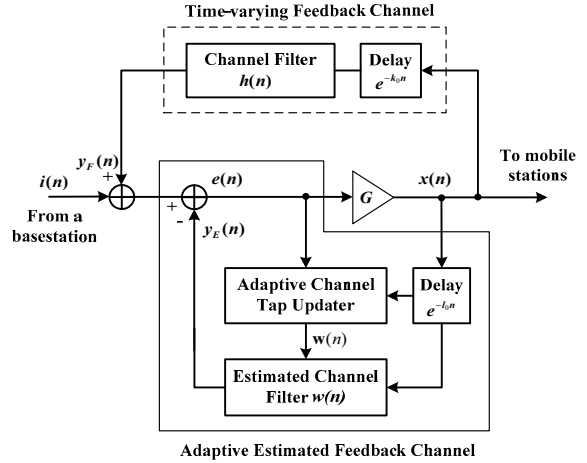 Time-varying Feedback Channel
Channel Filter
h(n)
Delay
e^{-k_0 n}
y_F(n)
+
i(n)
From a
basestation
+
-
e(n)
y_E(n)
G
x(n)
To mobile
stations
Adaptive Channel
Tap Updater
Delay
e^{-l_0 n}
w(n)
Estimated Channel
Filter w(n)
Adaptive Estimated Feedback Channel